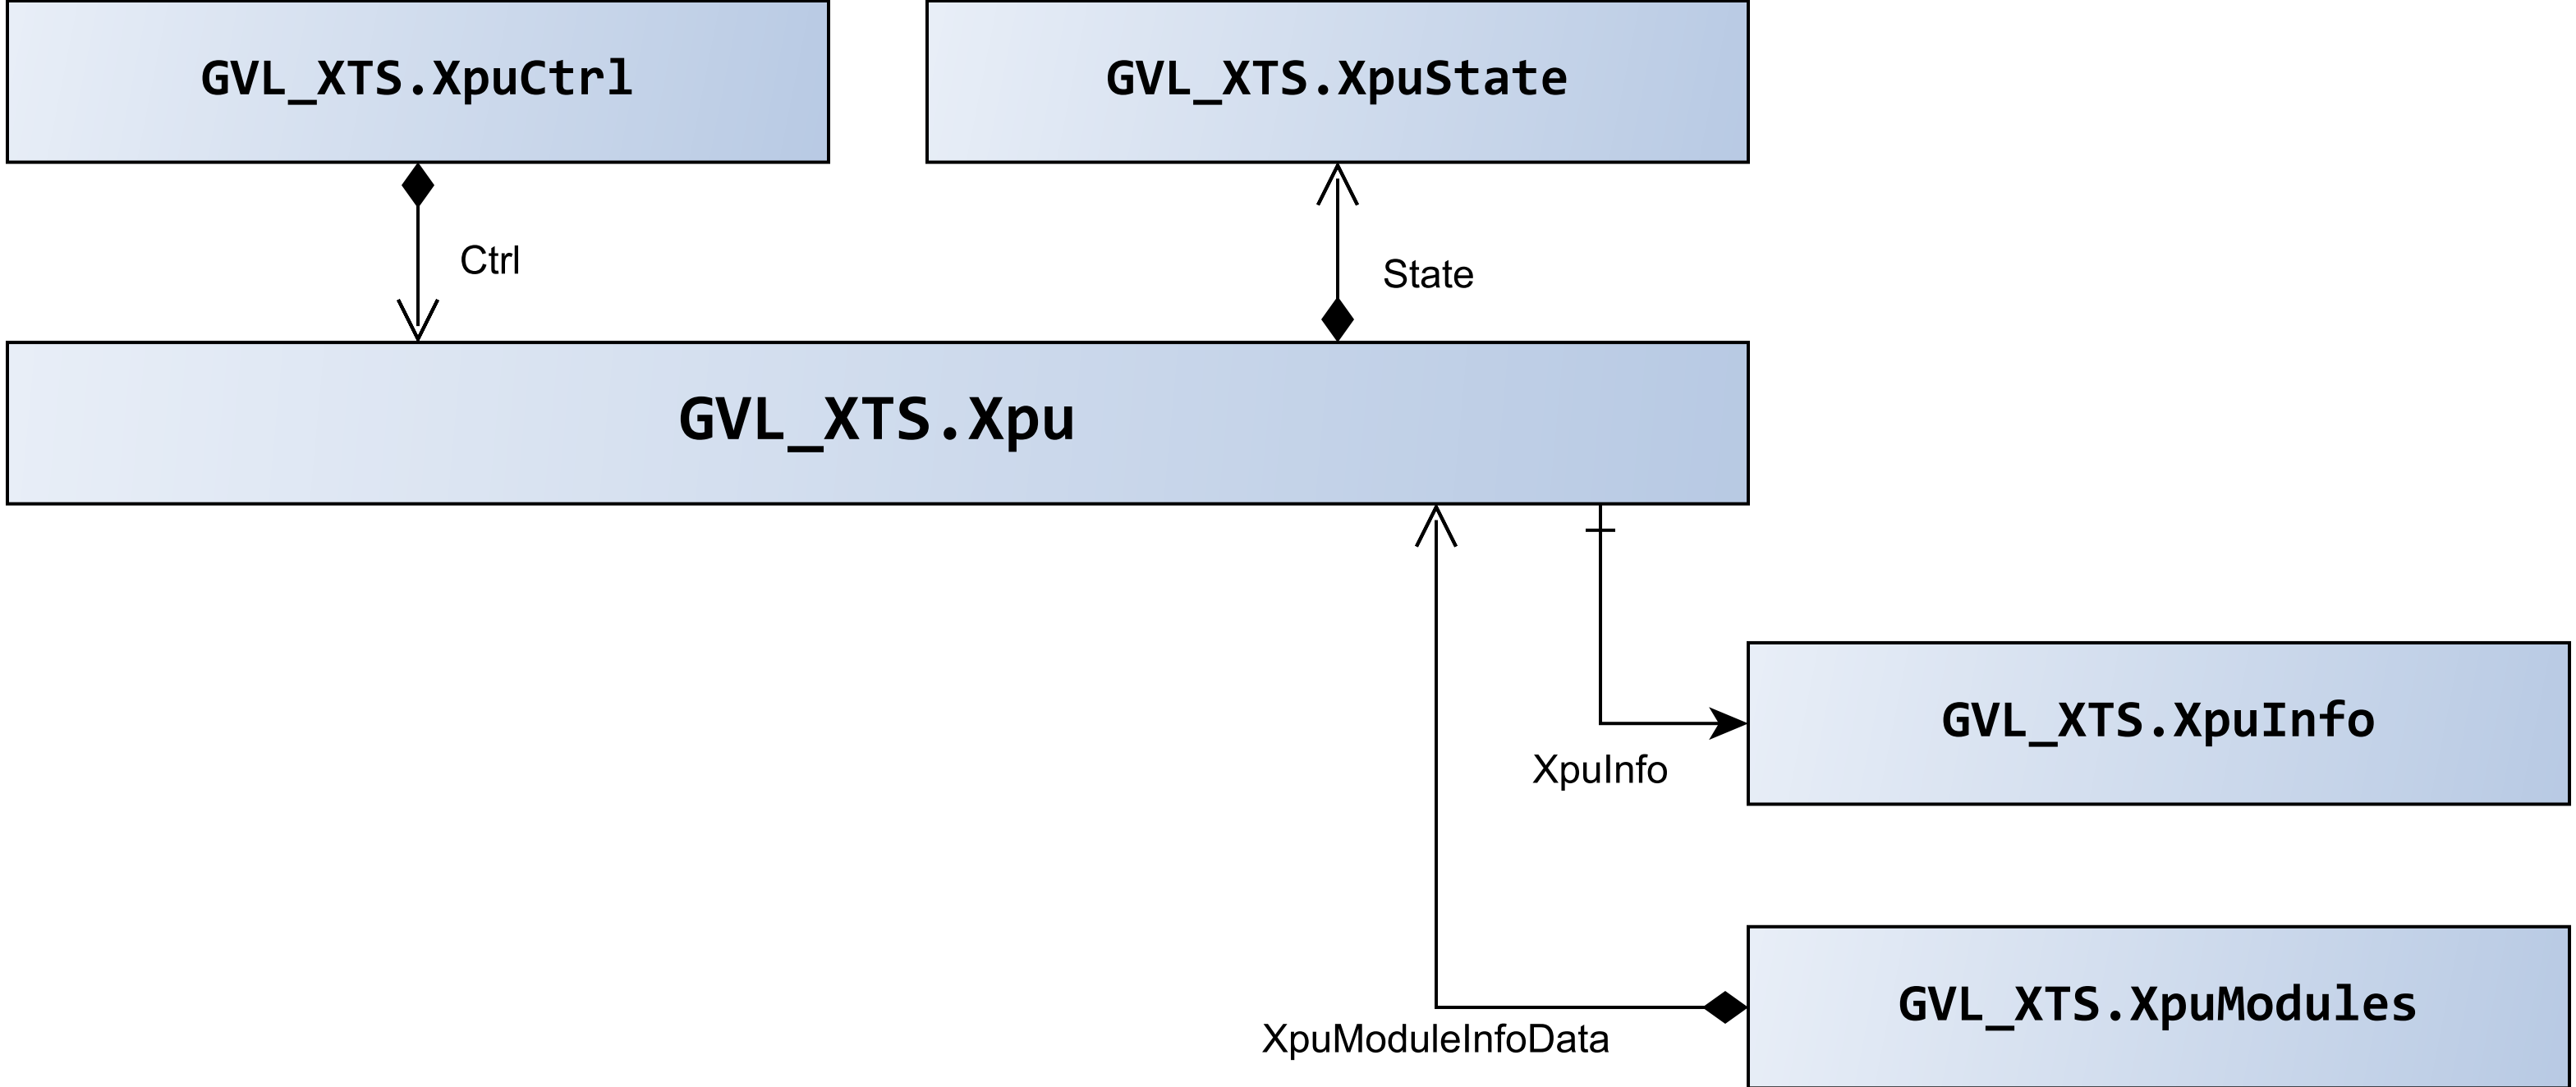 GVL_XTS.XpuCtrl
GVL_XTS.XpuState
Ctrl
State
GVL_XTS.Xpu
GVL_XTS.XpuInfo
XpuInfo
GVL_XTS.XpuModules
XpuModuleInfoData